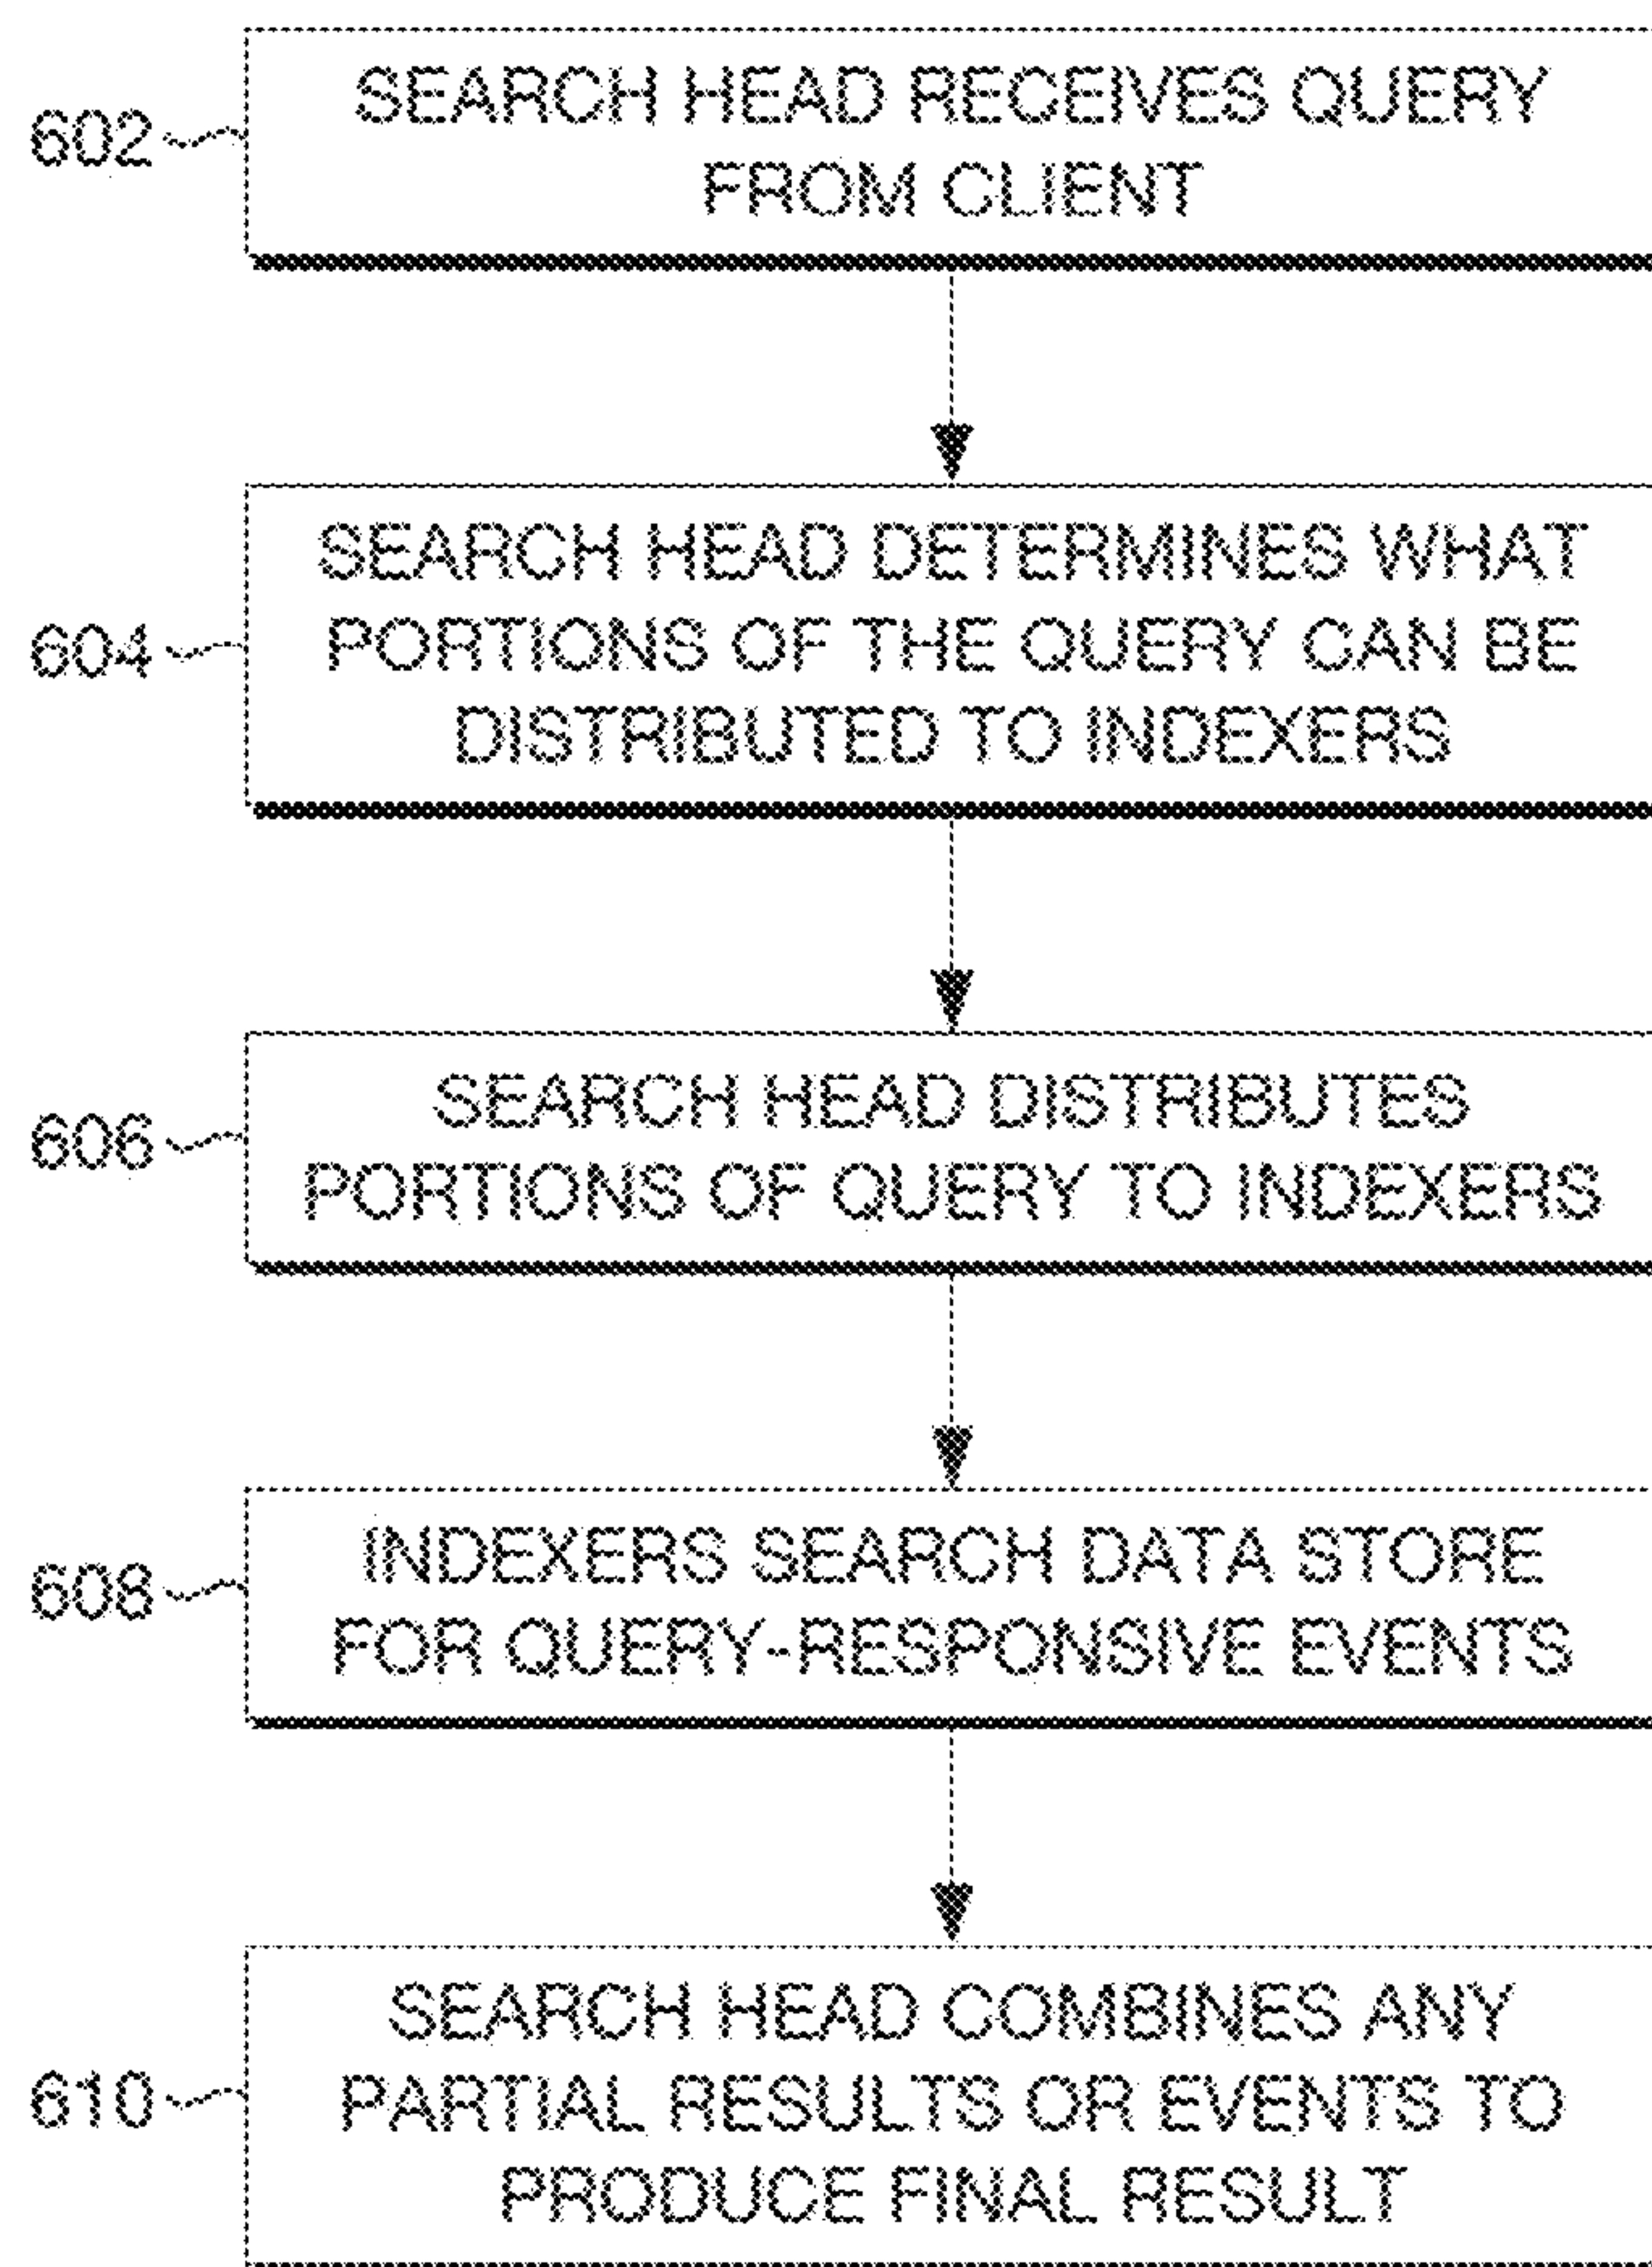 602
SEARCH HEAD RECEIVES QUERY
FROM CLIENT
604
SEARCH HEAD DETERMINES WHAT
PORTIONS OF THE QUERY CAN BE
DISTRIBUTED TO INDEXERS
606
SEARCH HEAD DISTRIBUTES
PORTIONS OF QUERY TO INDEXERS
608
INDEXERS SEARCH DATA STORE
FOR QUERY-RESPONSIVE EVENTS
610
SEARCH HEAD COMBINES ANY
PARTIAL RESULTS OR EVENTS TO
PRODUCE FINAL RESULT